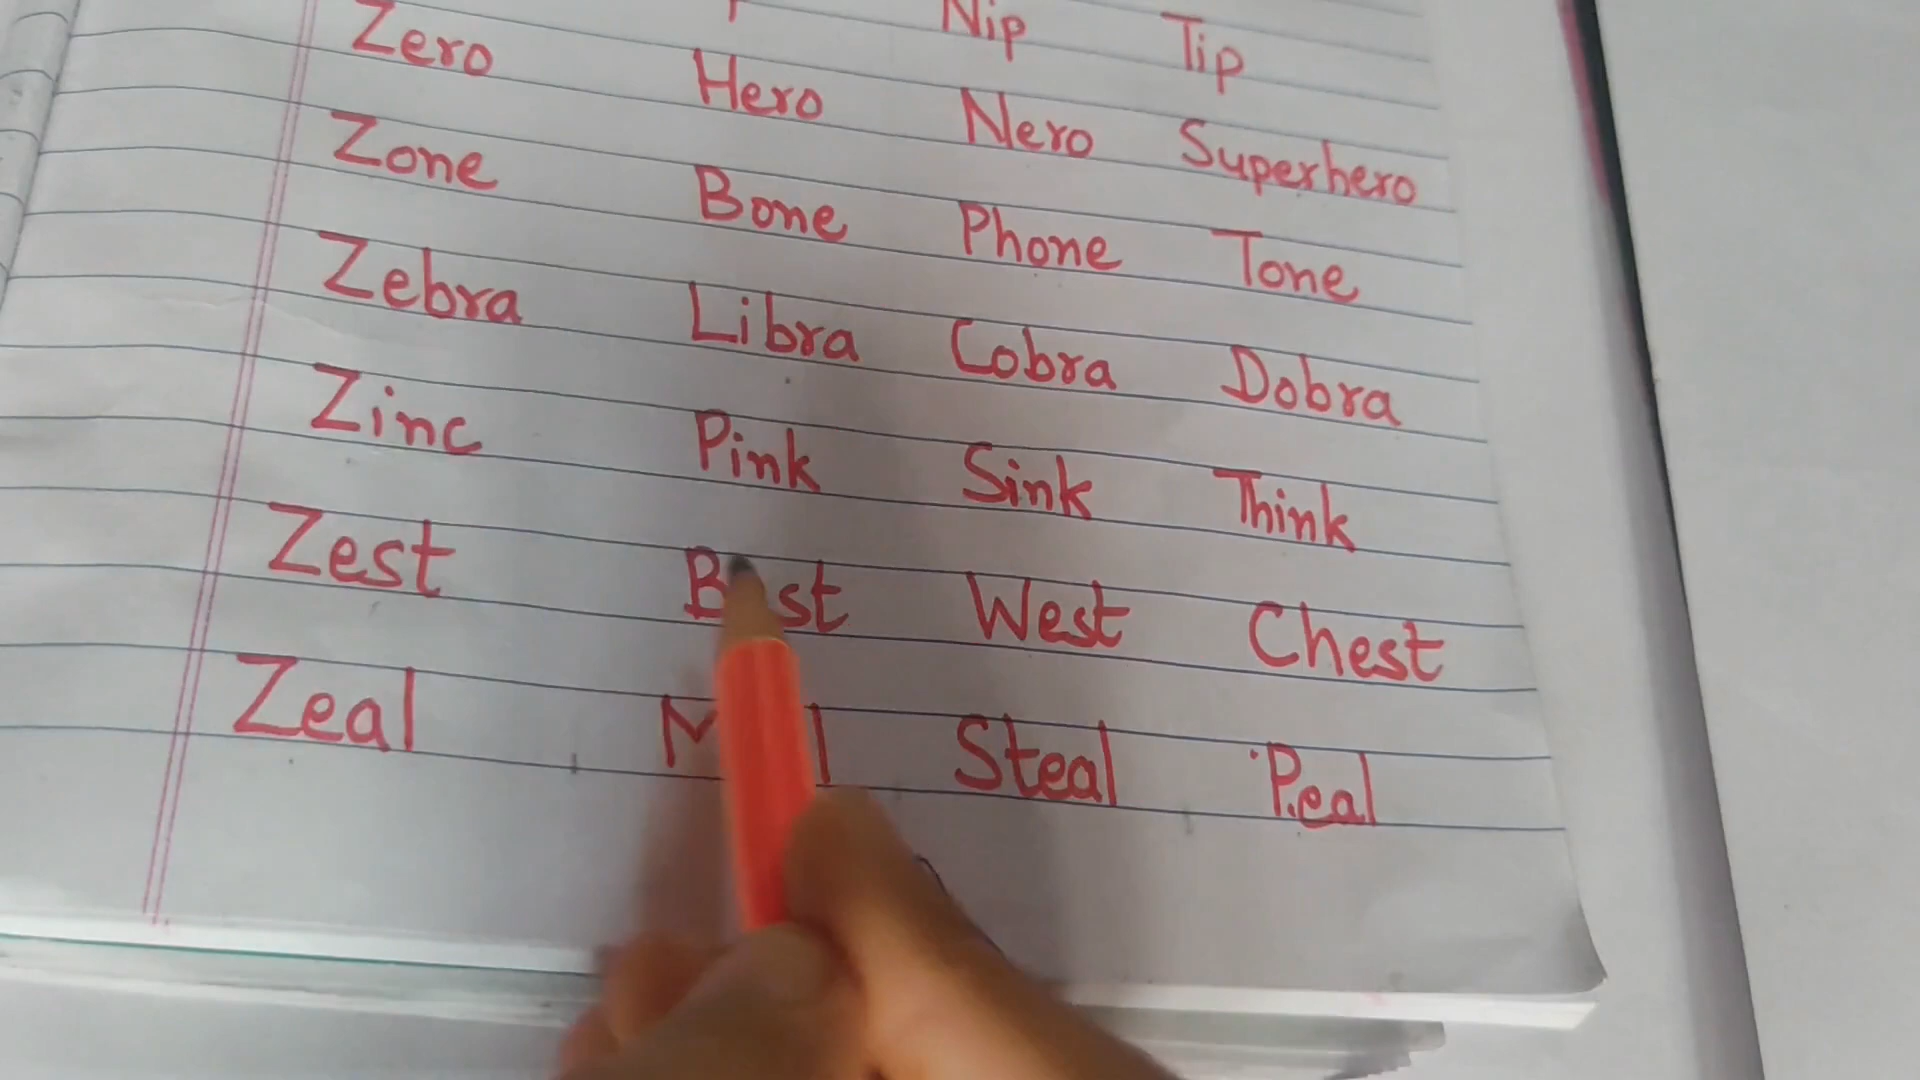 Nip Tip
Zero Hero Nero Superhero
Zone Bone Phone Tone
Zebra Libra Cobra Dobra
Zinc Pink Sink Think
Zest West Chest
Zeal Steal Peal